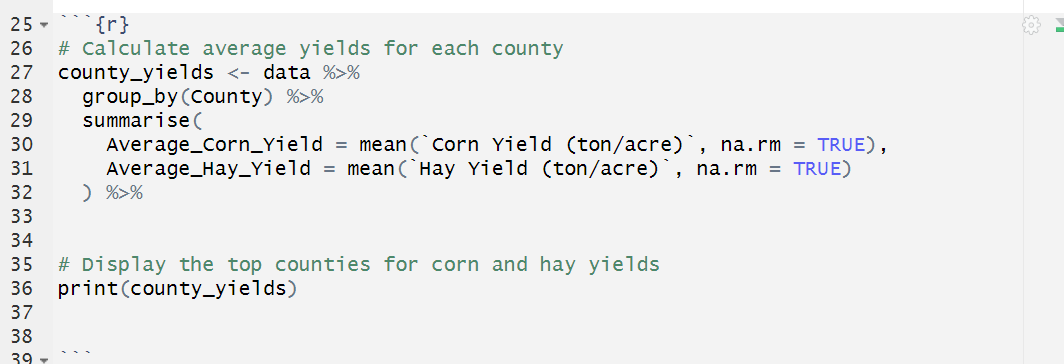 25 ```{r}
26 # Calculate average yields for each county
27 county_yields <- data %>%
28   group_by(County) %>%
29   summarise(
30     Average_Corn_Yield = mean(`Corn Yield (ton/acre)`, na.rm = TRUE),
31     Average_Hay_Yield = mean(`Hay Yield (ton/acre)`, na.rm = TRUE)
32   ) %>%
33
34
35 # Display the top counties for corn and hay yields
36 print(county_yields)
37
38
39 ```